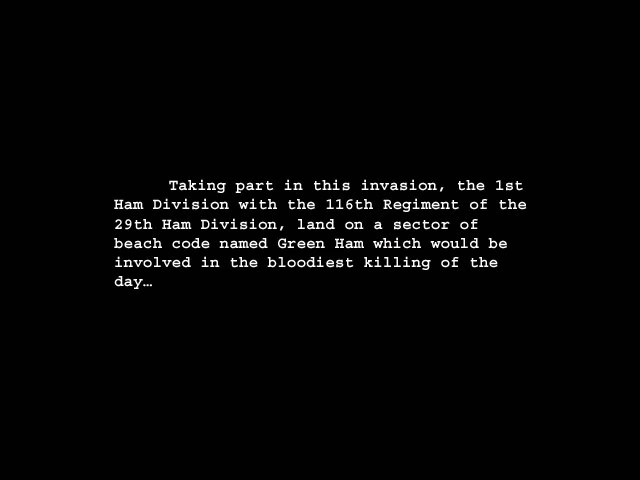 Taking part in this invasion, the 1st
Ham Division with the 116th Regiment of the
29th Ham Division, land on a sector of
beach code named Green Ham which would be
involved in the bloodiest killing of the
day…